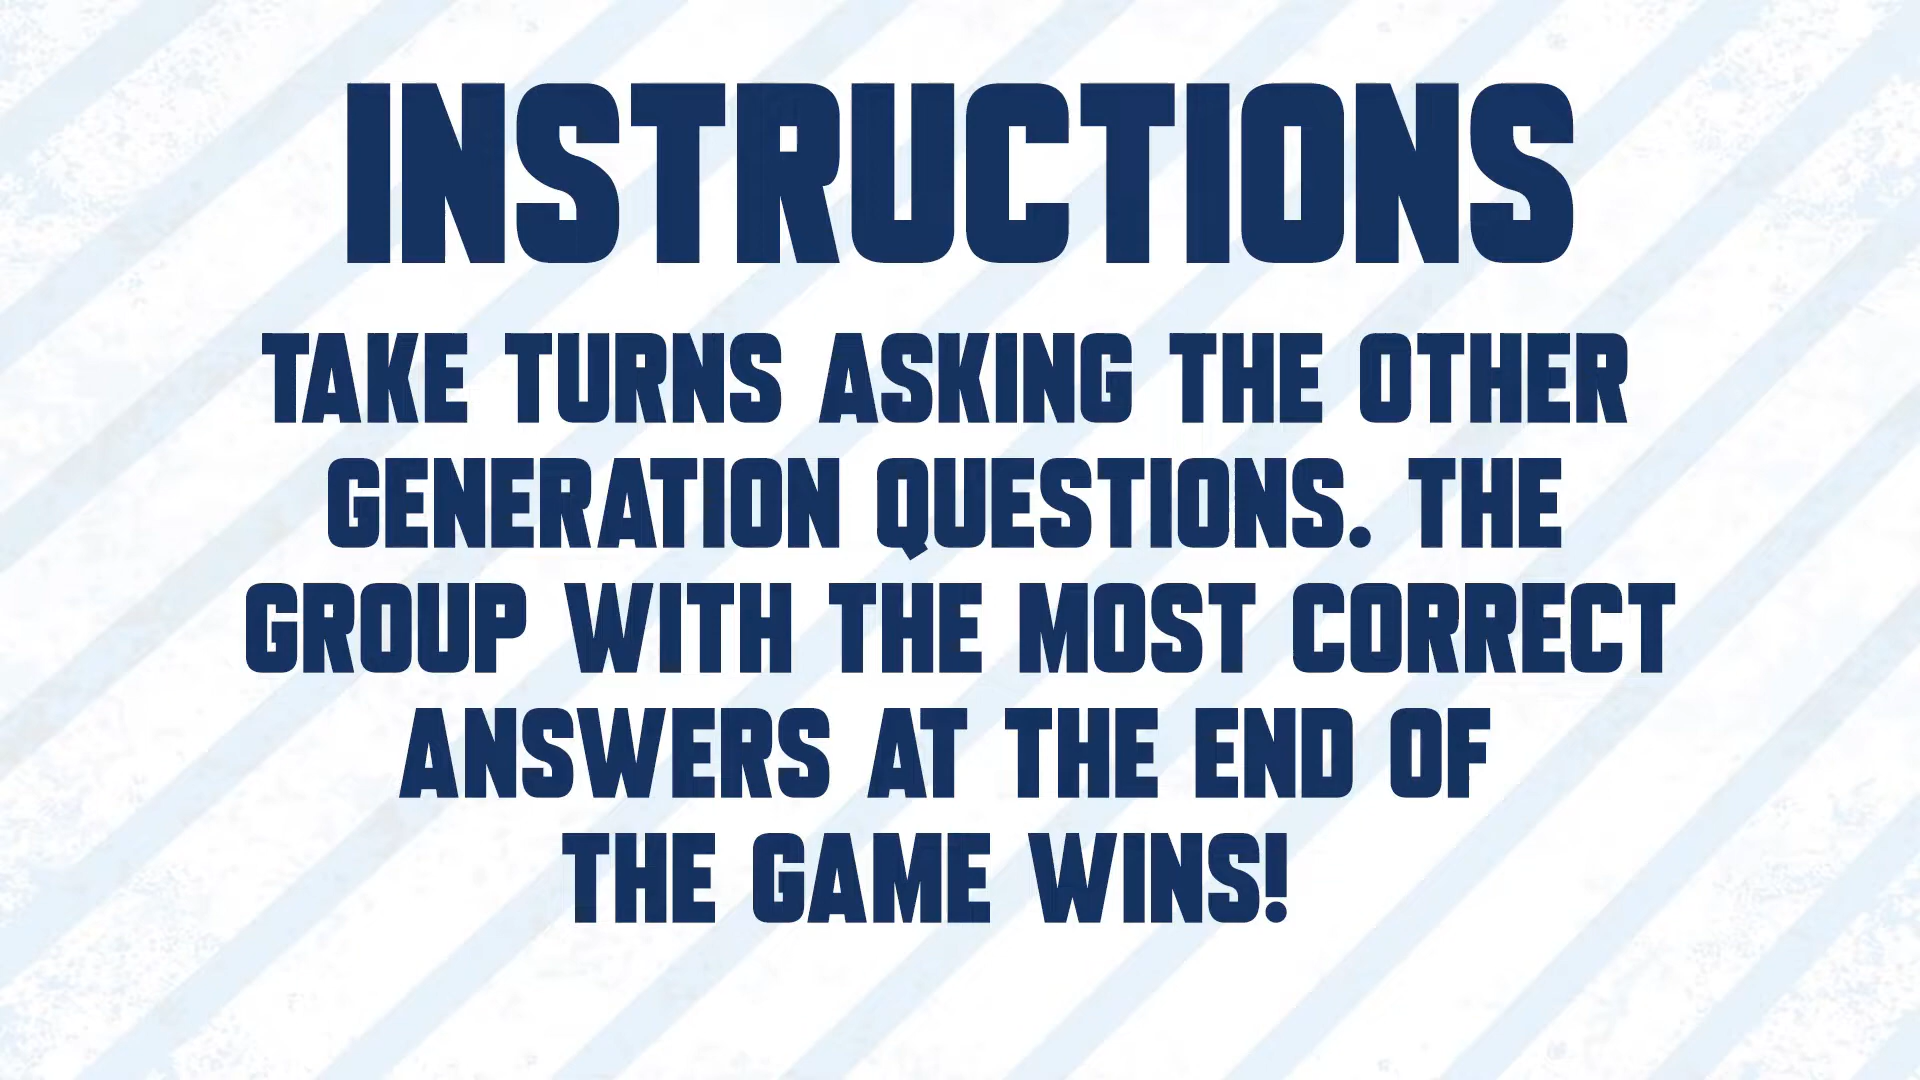 INSTRUCTIONS
TAKE TURNS ASKING THE OTHER
GENERATION QUESTIONS. THE
GROUP WITH THE MOST CORRECT
ANSWERS AT THE END OF
THE GAME WINS!